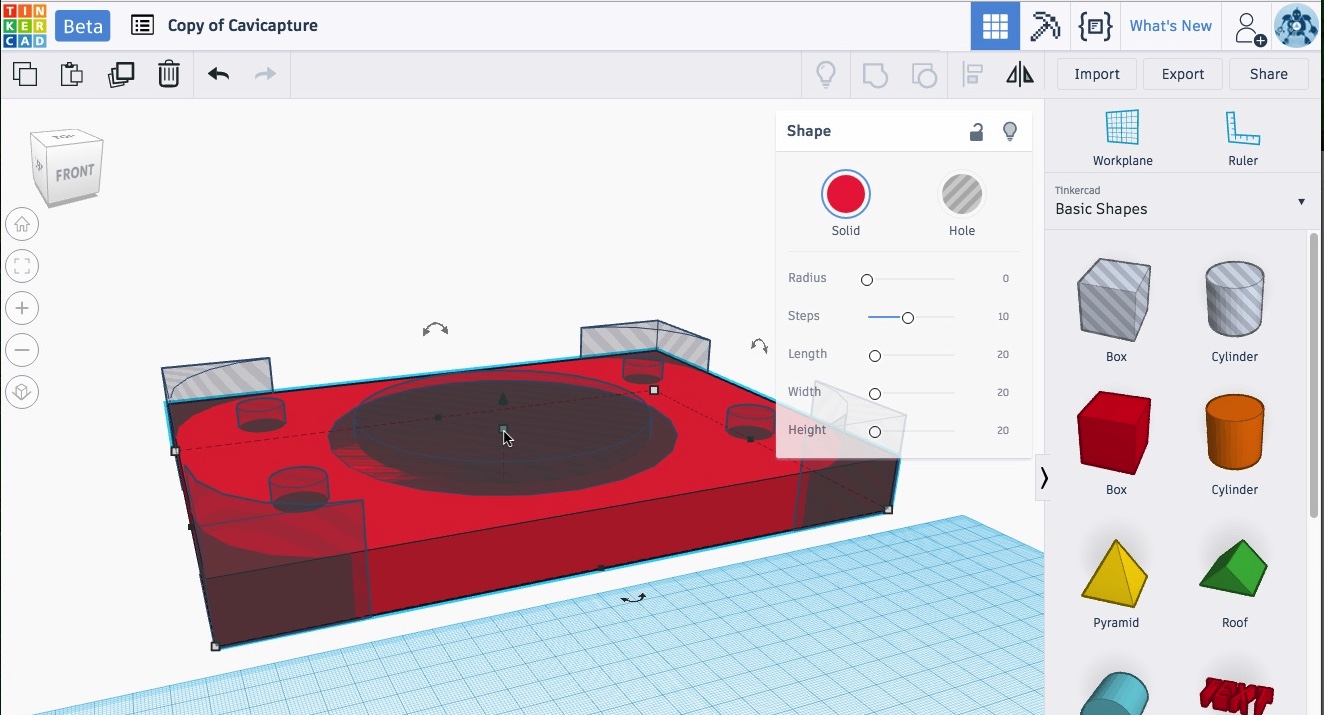 TIN
KER
CAD
Beta
Copy of Cavicapture
What's New
Import
Export
Share
TOP
FRONT
Shape
Solid
Hole
Radius 0
Steps 10
Length 20
Width 20
Height 20
Workplane
Ruler
Tinkercad
Basic Shapes
Box
Cylinder
Box
Cylinder
Pyramid
Roof
TEXT